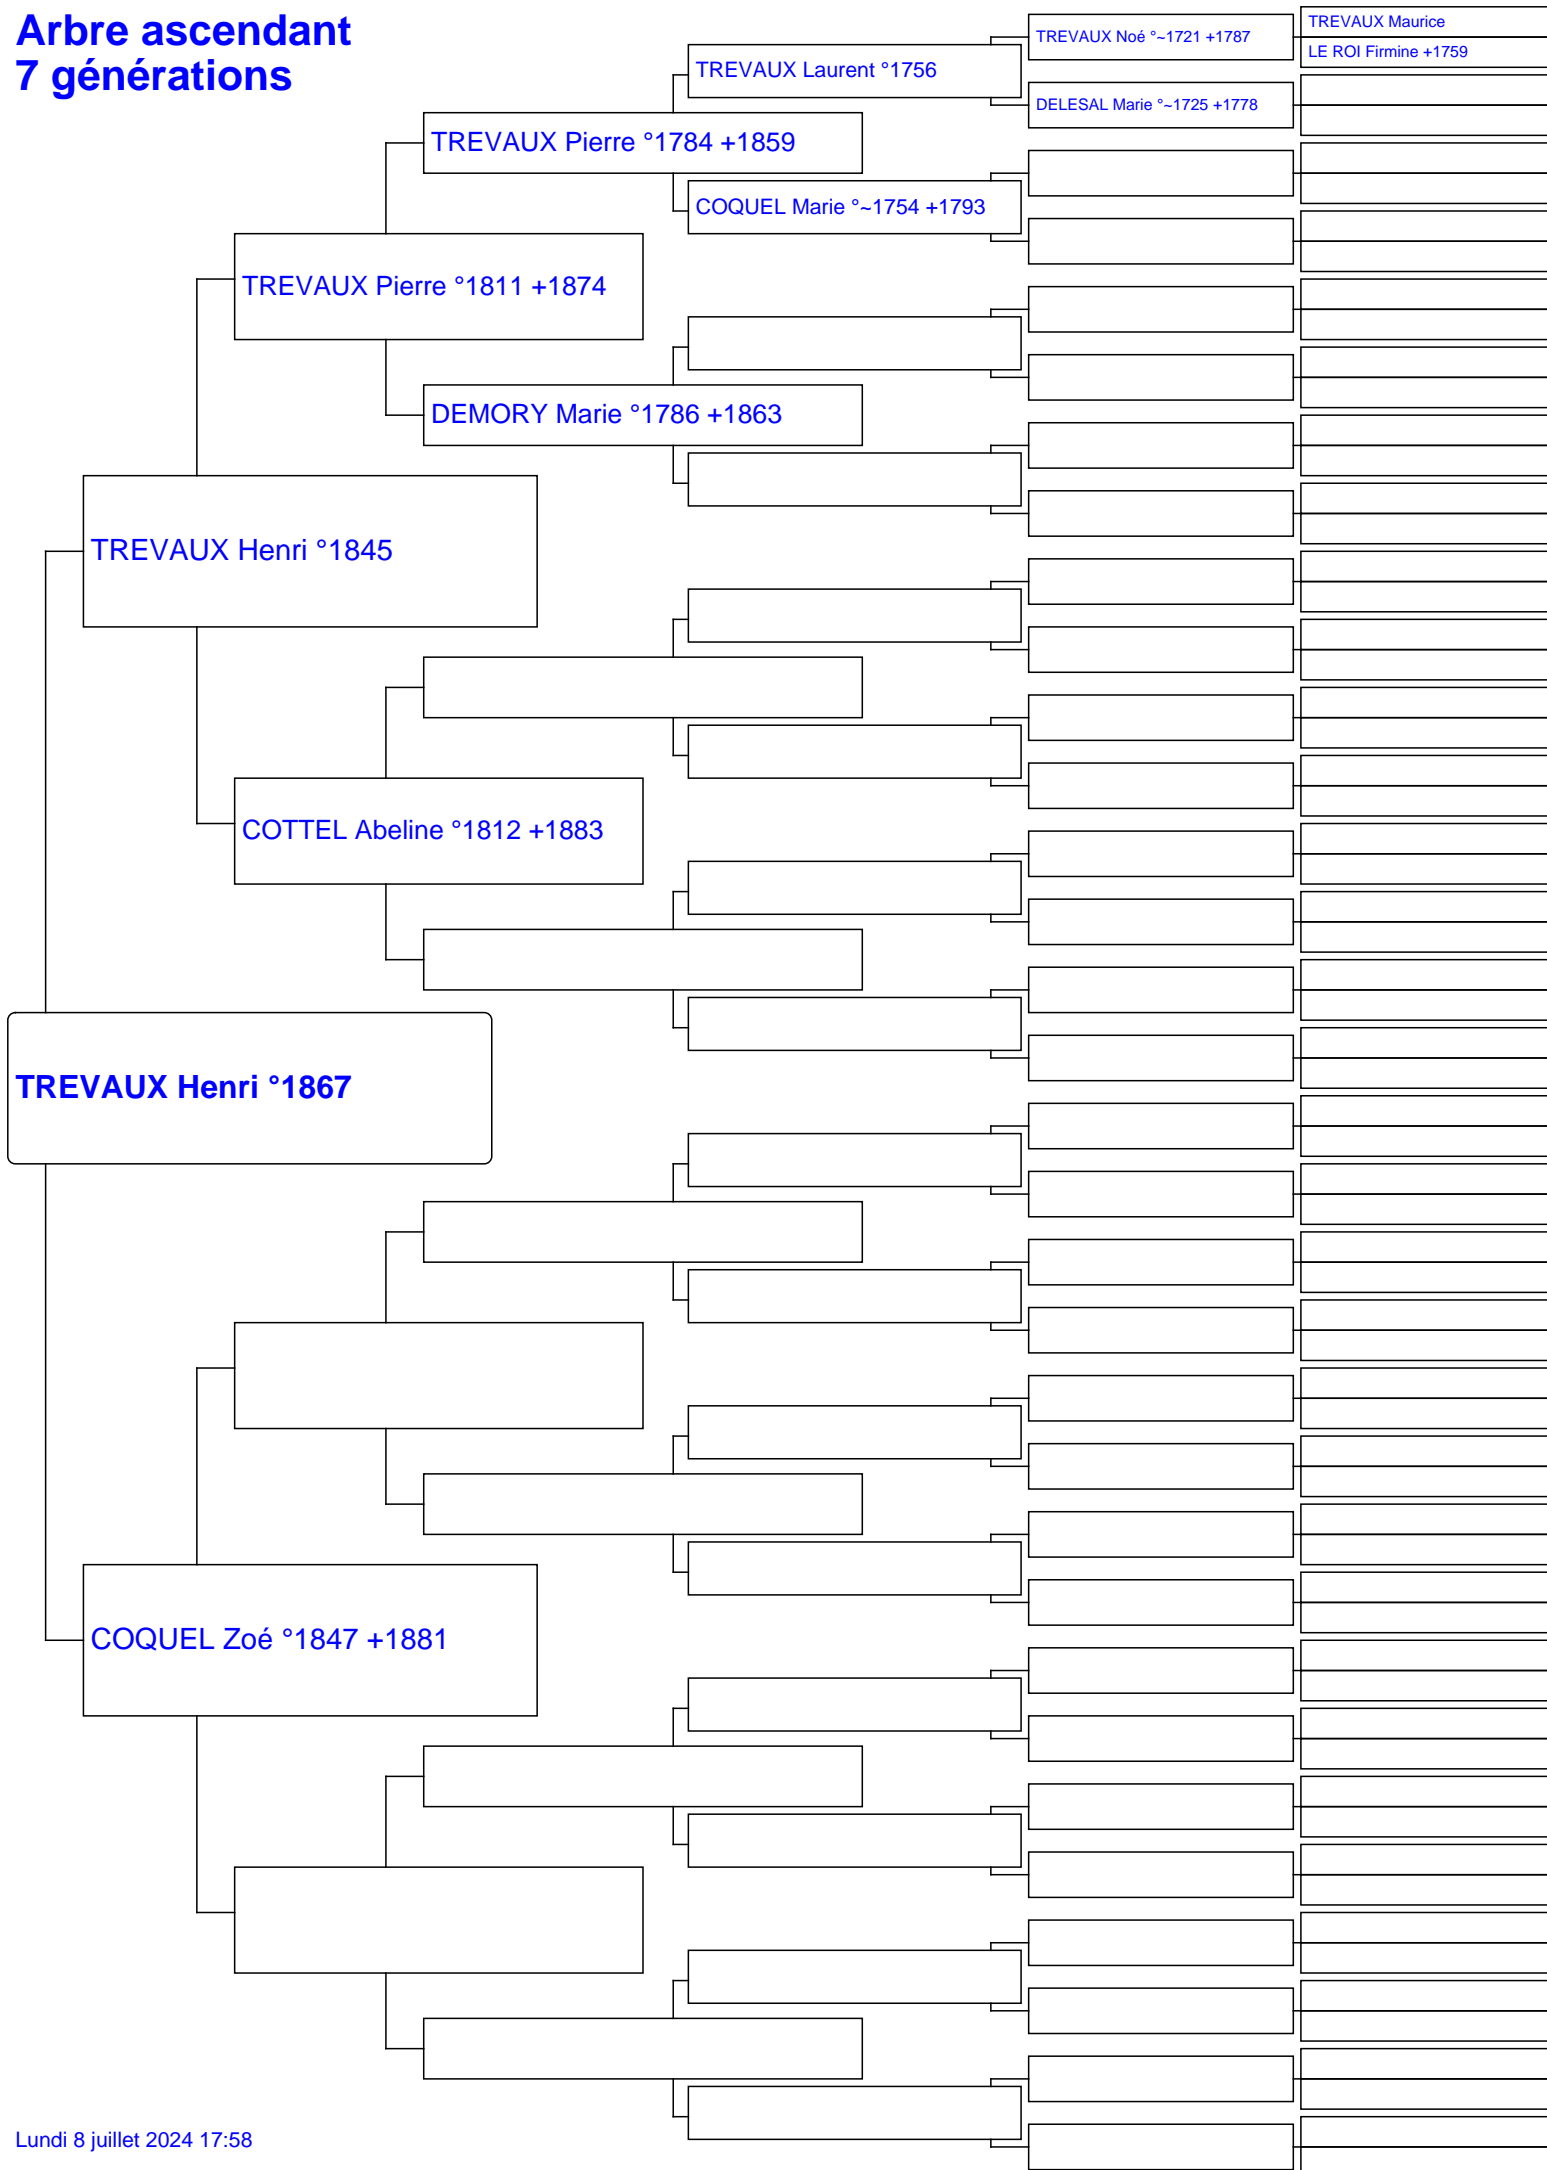 Arbre ascendant
7 générations
TREVAUX Maurice
TREVAUX Noé °~1721 +1787
LE ROI Firmine +1759
TREVAUX Laurent °1756
DELESAL Marie °~1725 +1778
TREVAUX Pierre °1784 +1859
COQUEL Marie °~1754 +1793
TREVAUX Pierre °1811 +1874
DEMORY Marie °1786 +1863
TREVAUX Henri °1845
COTTEL Abeline °1812 +1883
TREVAUX Henri °1867
COQUEL Zoé °1847 +1881
Lundi 8 juillet 2024 17:58